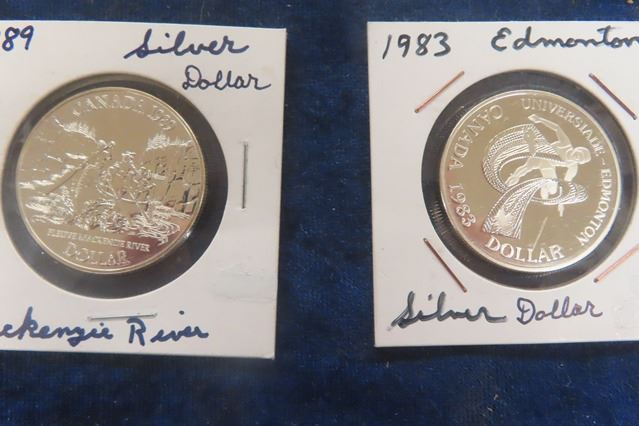 89
Silver
Dollar
CANADA 1989
FLEUVE MACKENZIE RIVER
DOLLAR
ckenzie River
1983 Edmonton
UNIVERSIADE - EDMONTON
CANADA 1983
DOLLAR
Silver Dollar